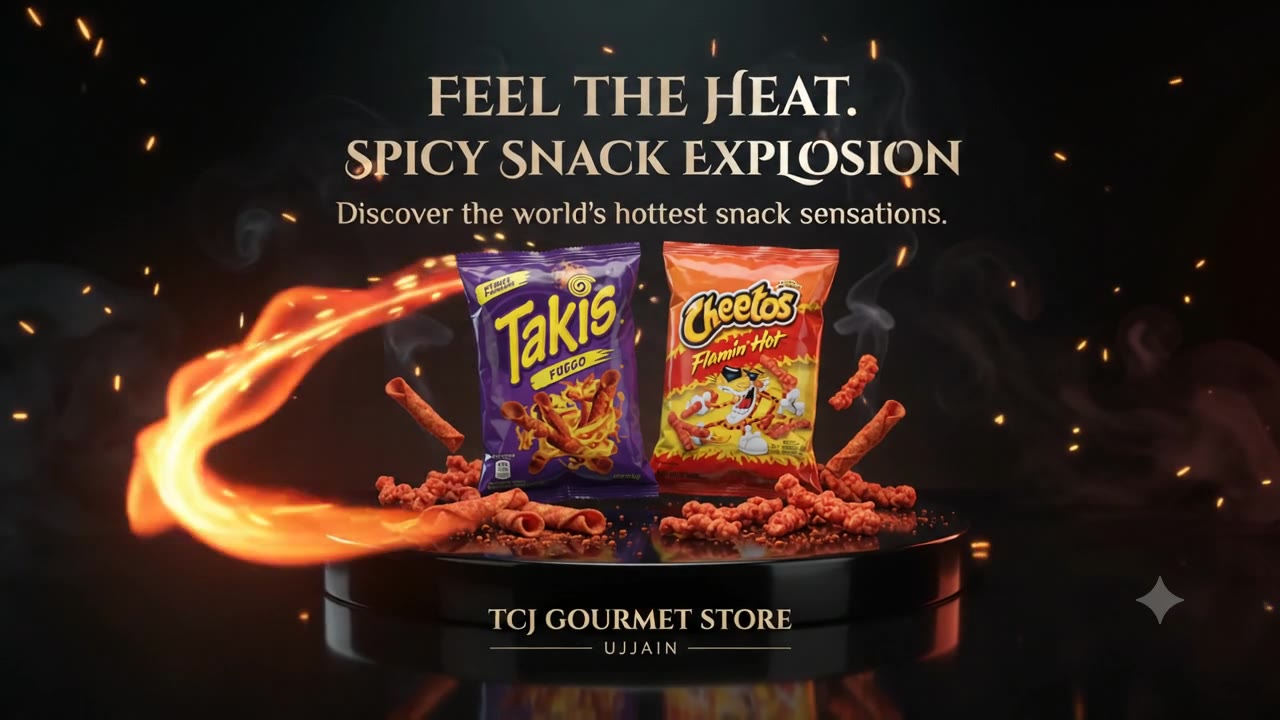 FEEL THE HEAT.
SPICY SNACK EXPLOSION
Discover the world's hottest snack sensations.
Takis
FUEGO
Cheetos
Flamin' Hot
TCJ GOURMET STORE
UJJAIN